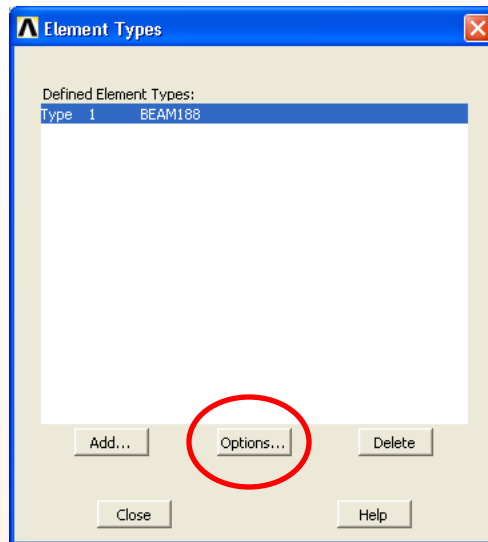 Element Types
Defined Element Types:
Type 1 BEAM188
Add... Options... Delete
Close Help